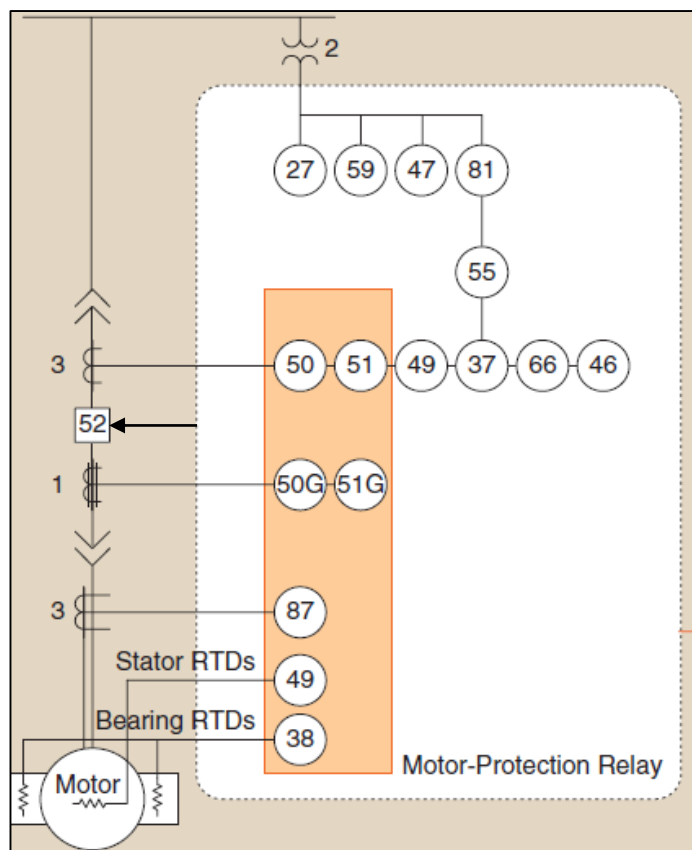 2
27 59 47 81
55
3 50 51 49 37 66 46
52
1 50G 51G
3 87
Stator RTDs 49
Bearing RTDs 38
Motor-Protection Relay
Motor